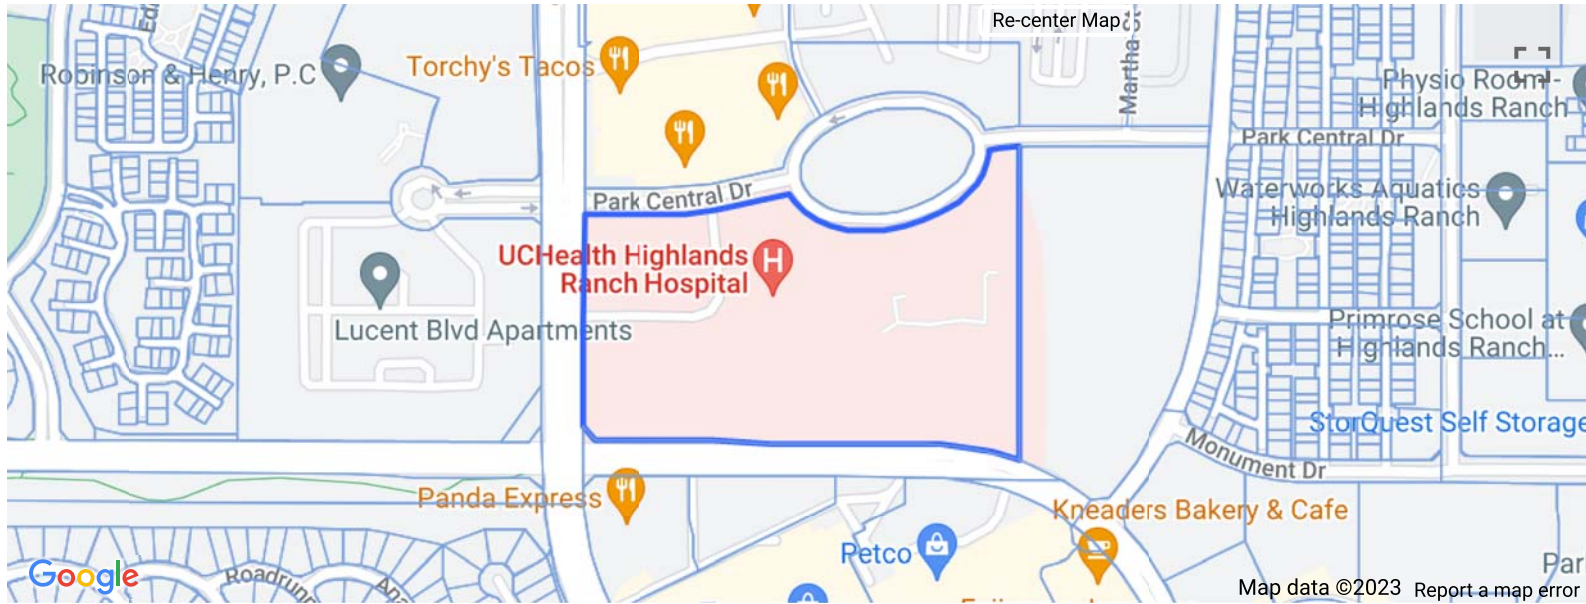 Re-center Map
Martha St
Torchy's Tacos
Robinson & Henry, P.C
Physio Room -
Highlands Ranch
Park Central Dr
Waterworks Aquatics
Highlands Ranch
Park Central Dr
UCHealth Highlands
Ranch Hospital
Lucent Blvd Apartments
Primrose School at
Highlands Ranch...
StorQuest Self Storage
Monument Dr
Panda Express
Kneaders Bakery & Cafe
Petco
Google
Map data ©2023
Report a map error